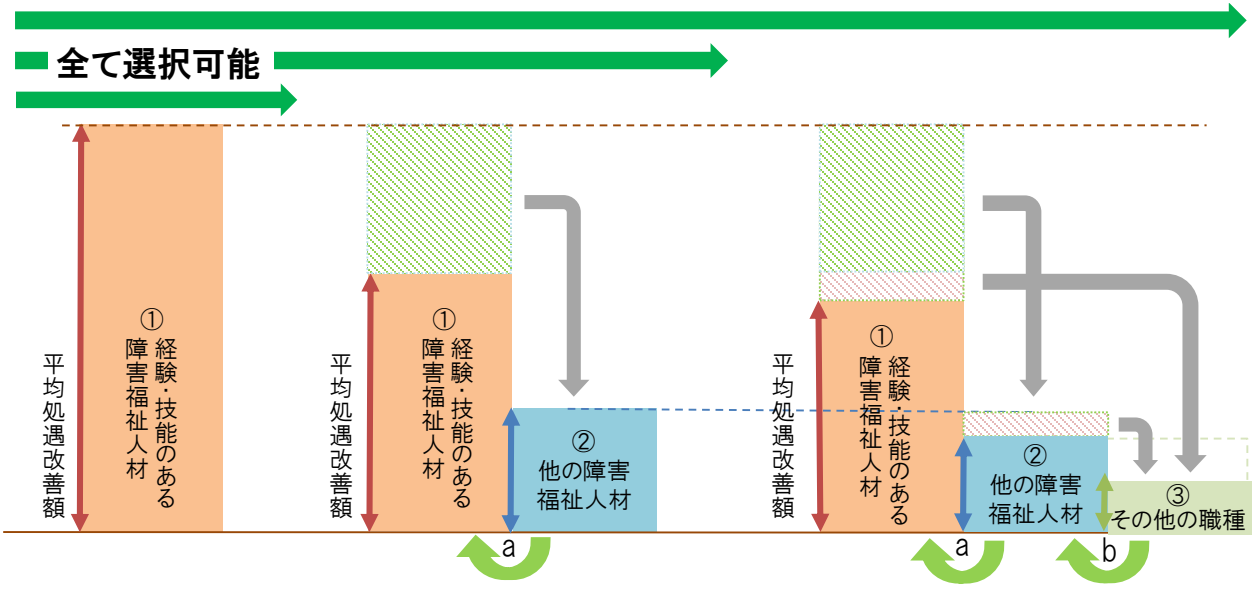 全て選択可能
平均処遇改善額
①
経験・技能のある
障害福祉人材
平均処遇改善額
①
経験・技能のある
障害福祉人材
②
他の障害
福祉人材
a
平均処遇改善額
①
経験・技能のある
障害福祉人材
②
他の障害
福祉人材
③
その他の職種
a
b